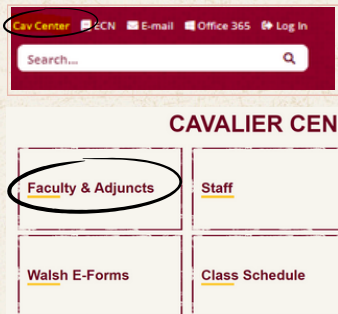 Cav Center ECN E-mail Office 365 Log In
Search...
CAVALIER CEN
Faculty & Adjuncts Staff
Walsh E-Forms Class Schedule